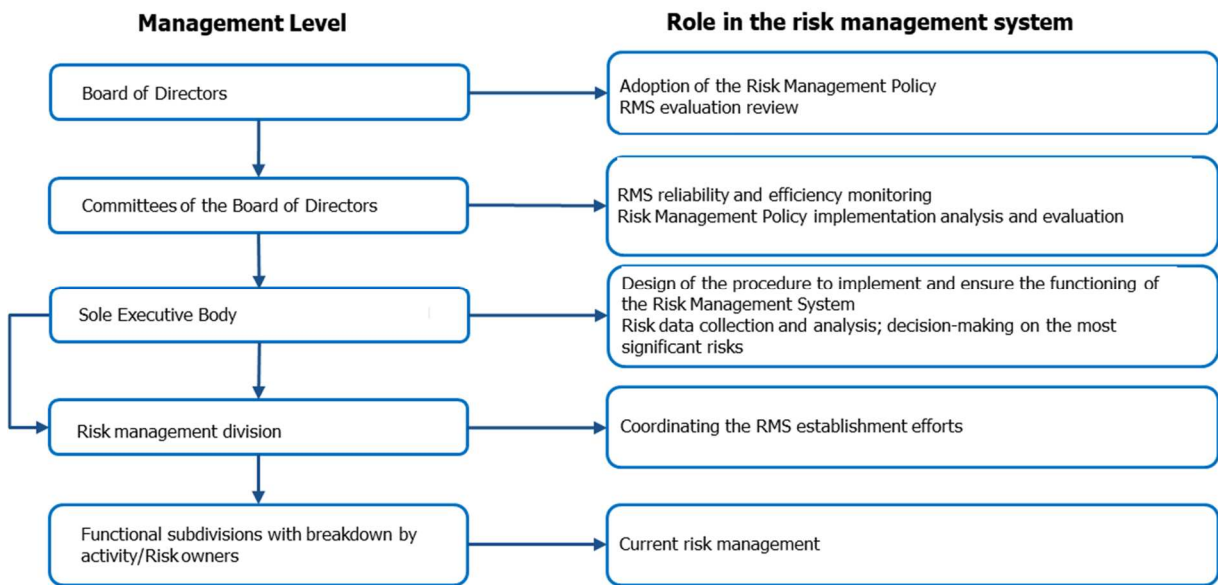 Management Level
Role in the risk management system
Board of Directors
Adoption of the Risk Management Policy
RMS evaluation review
Committees of the Board of Directors
RMS reliability and efficiency monitoring
Risk Management Policy implementation analysis and evaluation
Sole Executive Body
Design of the procedure to implement and ensure the functioning of
the Risk Management System
Risk data collection and analysis; decision-making on the most
significant risks
Risk management division
Coordinating the RMS establishment efforts
Functional subdivisions with breakdown by
activity/Risk owners
Current risk management